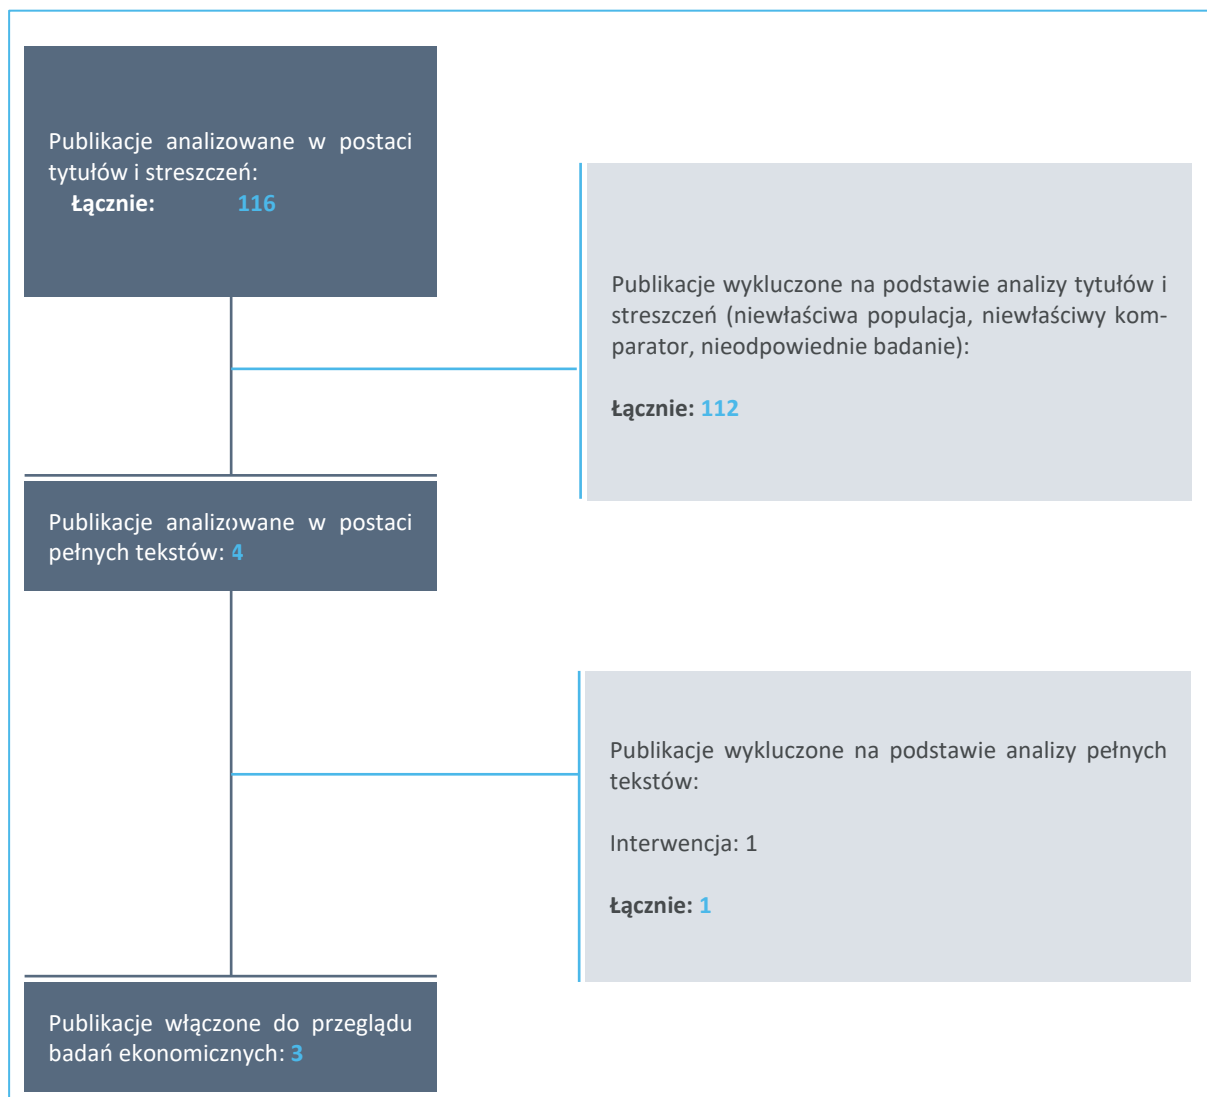 Publikacje analizowane w postaci
tytułów i streszczeń:
Łącznie: 116
Publikacje wykluczone na podstawie analizy tytułów i
streszczeń (niewłaściwa populacja, niewłaściwy kom-
parator, nieodpowiednie badanie):
Łącznie: 112
Publikacje analizowane w postaci
pełnych tekstów: 4
Publikacje wykluczone na podstawie analizy pełnych
tekstów:
Interwencja: 1
Łącznie: 1
Publikacje włączone do przeglądu
badań ekonomicznych: 3